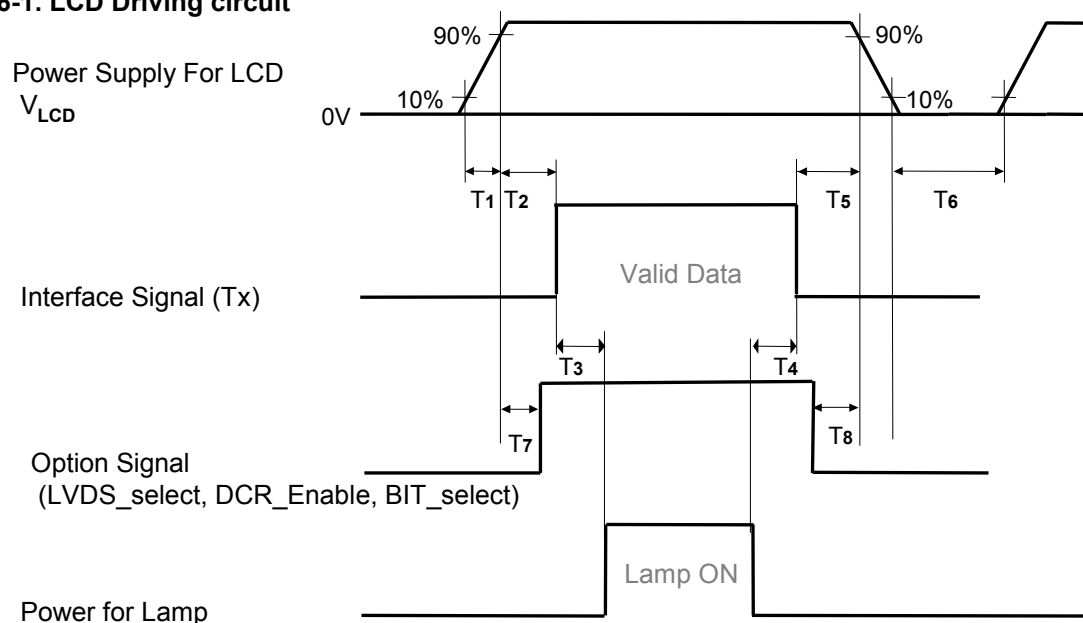 6-1. LCD Driving circuit
90%
90%
Power Supply For LCD
VLCD
10%
10%
0V
T1 T2
T5
T6
Valid Data
Interface Signal (Tx)
T3
T4
T7
T8
Option Signal
(LVDS_select, DCR_Enable, BIT_select)
Lamp ON
Power for Lamp